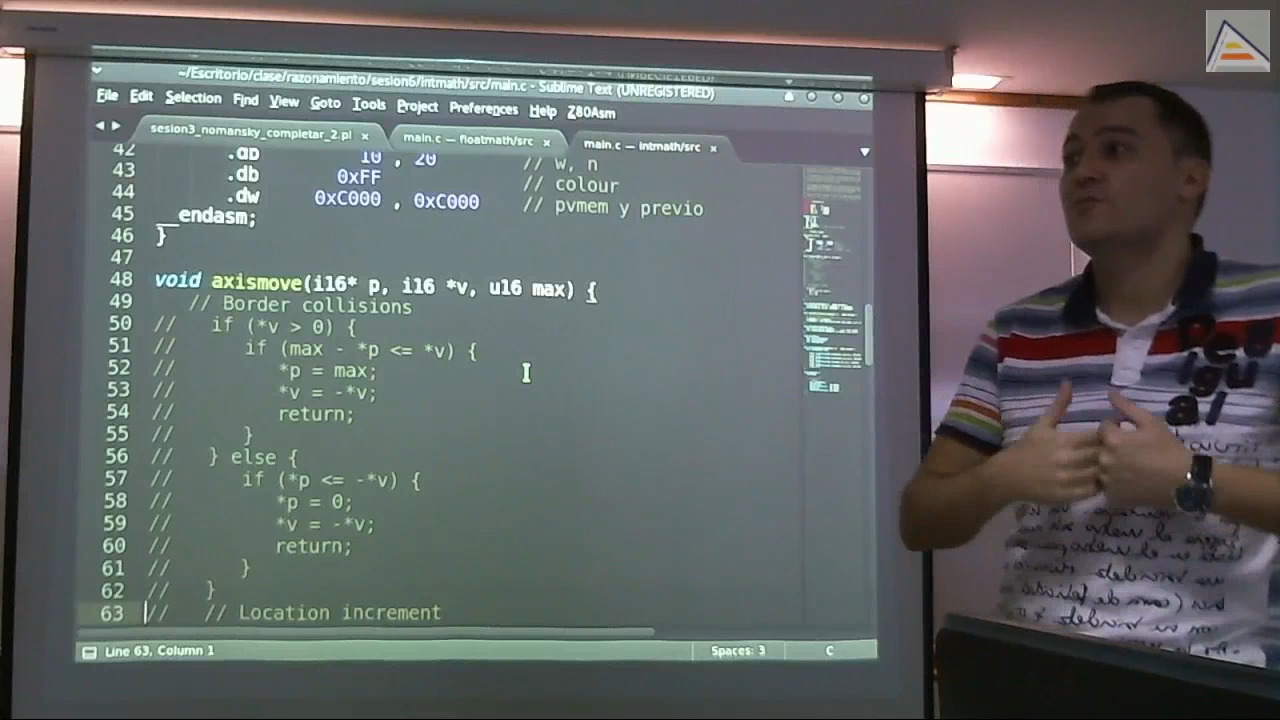 ~/Escritorio/clase/razonamiento/sesion6/intmath/src/main.c - Sublime Text (UNREGISTERED)
File Edit Selection Find View Goto Tools Project Preferences Help Z80Asm
sesion3_nomansky_completar_2.pl × main.c — floatmath/src × main.c — intmath/src ×
42 .db 10 , 20 // w, n
43 .db 0xFF // colour
44 .dw 0xC000 , 0xC000 // pvmem y previo
45 __endasm;
46 }
47
48 void axismove(i16* p, i16 *v, u16 max) {
49 // Border collisions
50 // if (*v > 0) {
51 // if (max - *p <= *v) {
52 // *p = max;
53 // *v = -*v;
54 // return;
55 // }
56 // } else {
57 // if (*p <= -*v) {
58 // *p = 0;
59 // *v = -*v;
60 // return;
61 // }
62 // }
63 // // Location increment
Line 63, Column 1 Spaces: 3 C